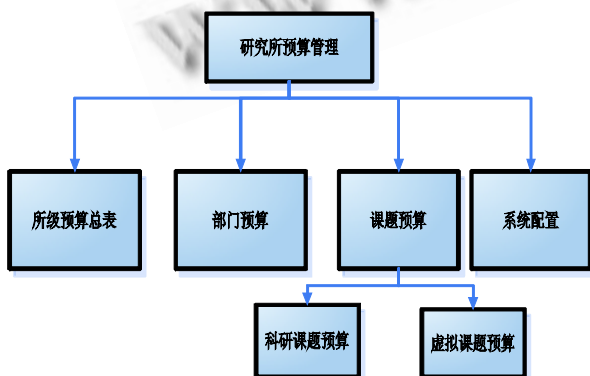 研究所预算管理
所级预算总表
部门预算
课题预算
系统配置
科研课题预算
虚拟课题预算